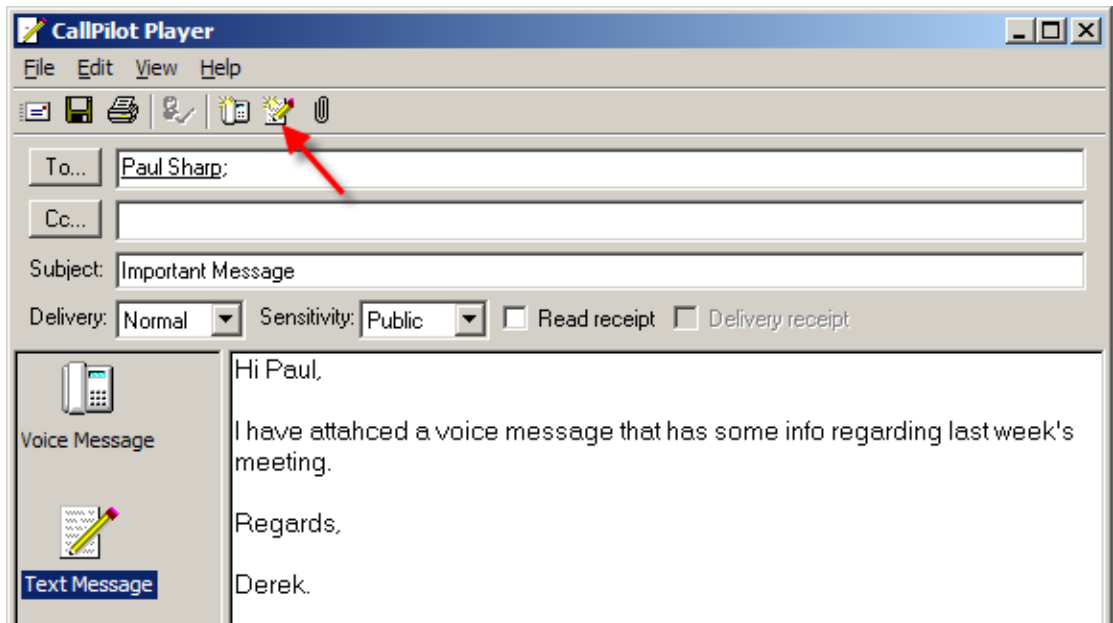 CallPilot Player
File Edit View Help
To... Paul Sharp;
Cc...
Subject: Important Message
Delivery: Normal Sensitivity: Public Read receipt Delivery receipt
Voice Message
Text Message
Hi Paul,
I have attahced a voice message that has some info regarding last week's
meeting.
Regards,
Derek.